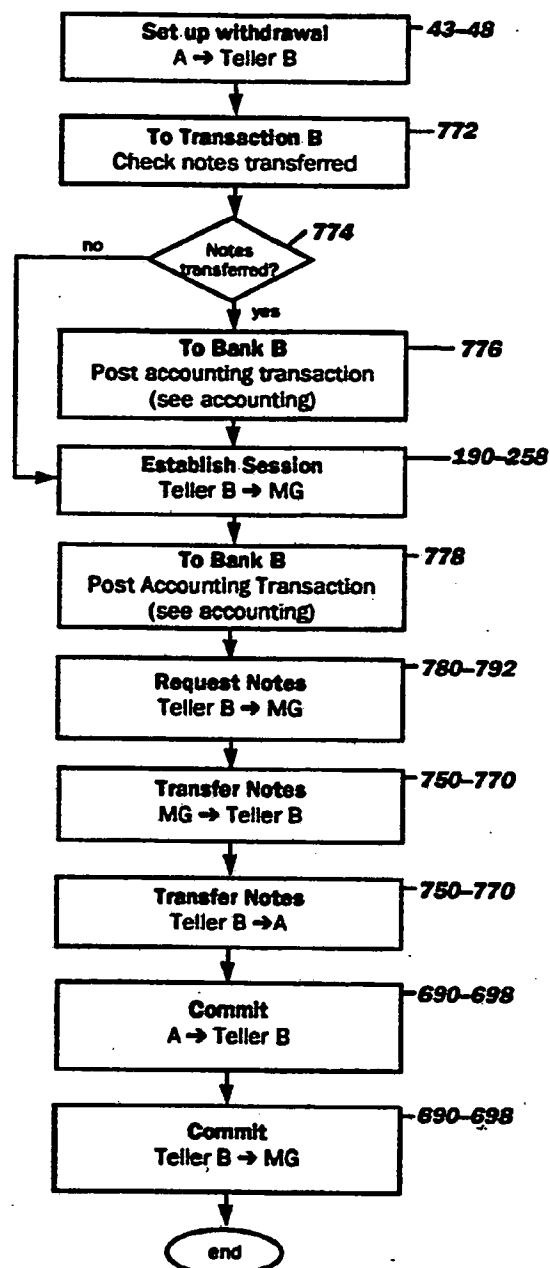 Set up withdrawal
A → Teller B
43–48
To Transaction B
Check notes transferred
772
Notes
transferred?
774
no
yes
To Bank B
Post accounting transaction
(see accounting)
776
Establish Session
Teller B → MG
190–258
To Bank B
Post Accounting Transaction
(see accounting)
778
Request Notes
Teller B → MG
780–792
Transfer Notes
MG → Teller B
750–770
Transfer Notes
Teller B → A
750–770
Commit
A → Teller B
690–698
Commit
Teller B → MG
690–698
end